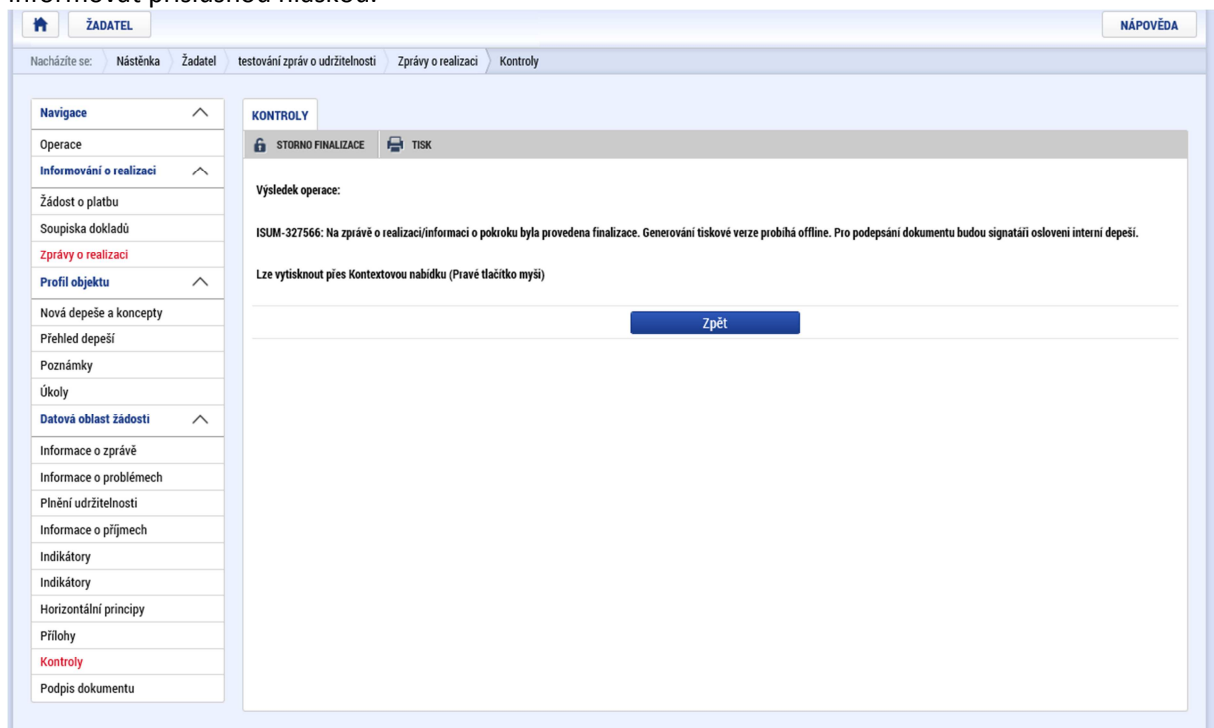 informovat příslušnou hláškou.
ŽADATEL
NÁPOVĚDA
Nacházíte se: Nástěnka Žadatel testování zpráv o udržitelnosti Zprávy o realizaci Kontroly
Navigace
Operace
Informování o realizaci
Žádost o platbu
Soupiska dokladů
Zprávy o realizaci
Profil objektu
Nová depeše a koncepty
Přehled depeší
Poznámky
Úkoly
Datová oblast žádosti
Informace o zprávě
Informace o problémech
Plnění udržitelnosti
Informace o příjmech
Indikátory
Indikátory
Horizontální principy
Přílohy
Kontroly
Podpis dokumentu
KONTROLY
STORNO FINALIZACE TISK
Výsledek operace:
ISUM-327566: Na zprávě o realizaci/informaci o pokroku byla provedena finalizace. Generování tiskové verze probíhá offline. Pro podepsání dokumentu budou signatáři osloveni interní depeší.
Lze vytisknout přes Kontextovou nabídku (Pravé tlačítko myši)
Zpět